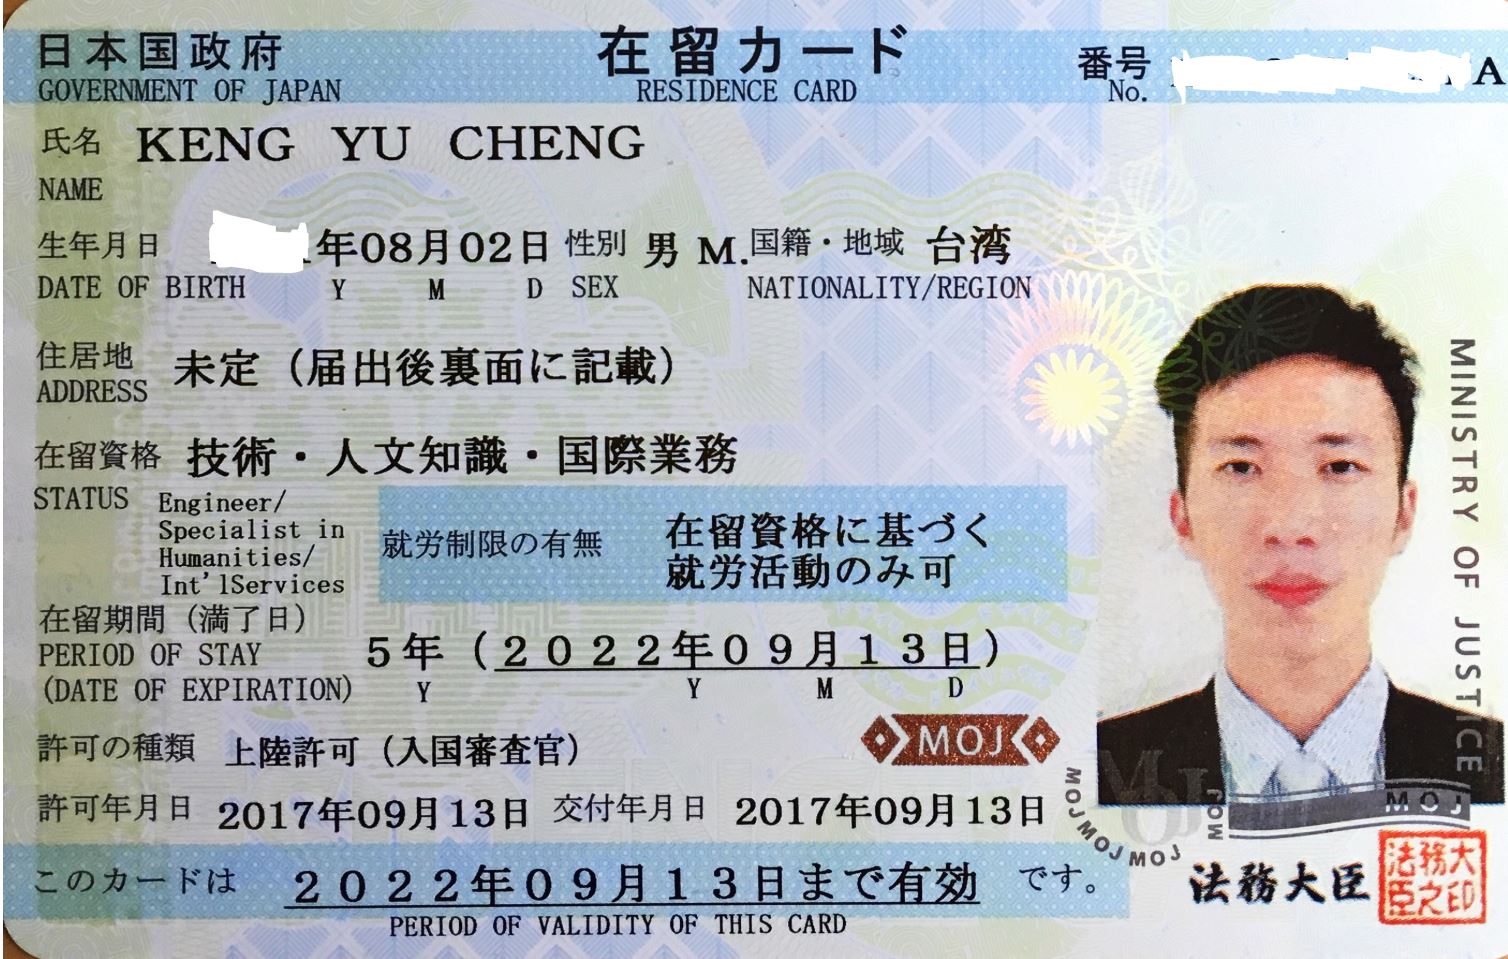 日本国政府 在留カード 番号 A
GOVERNMENT OF JAPAN RESIDENCE CARD No.
氏名 KENG YU CHENG
NAME
生年月日 年08月02日 性別 男 M. 国籍・地域 台湾
DATE OF BIRTH Y M D SEX NATIONALITY/REGION
住居地 未定（届出後裏面に記載）
ADDRESS
在留資格 技術・人文知識・国際業務
STATUS Engineer/
Specialist in
Humanities/
Int'lServices
就労制限の有無 在留資格に基づく
就労活動のみ可
在留期間（満了日） 5年（2022年09月13日）
PERIOD OF STAY
(DATE OF EXPIRATION) Y Y M D
許可の種類 上陸許可（入国審査官） MOJ
許可年月日 2017年09月13日 交付年月日 2017年09月13日
このカードは 2022年09月13日まで有効 です。
PERIOD OF VALIDITY OF THIS CARD
MINISTRY OF JUSTICE
MOJ
MOJ
MOJ
MOJMOJMOJ
法務大臣
法務大臣之印